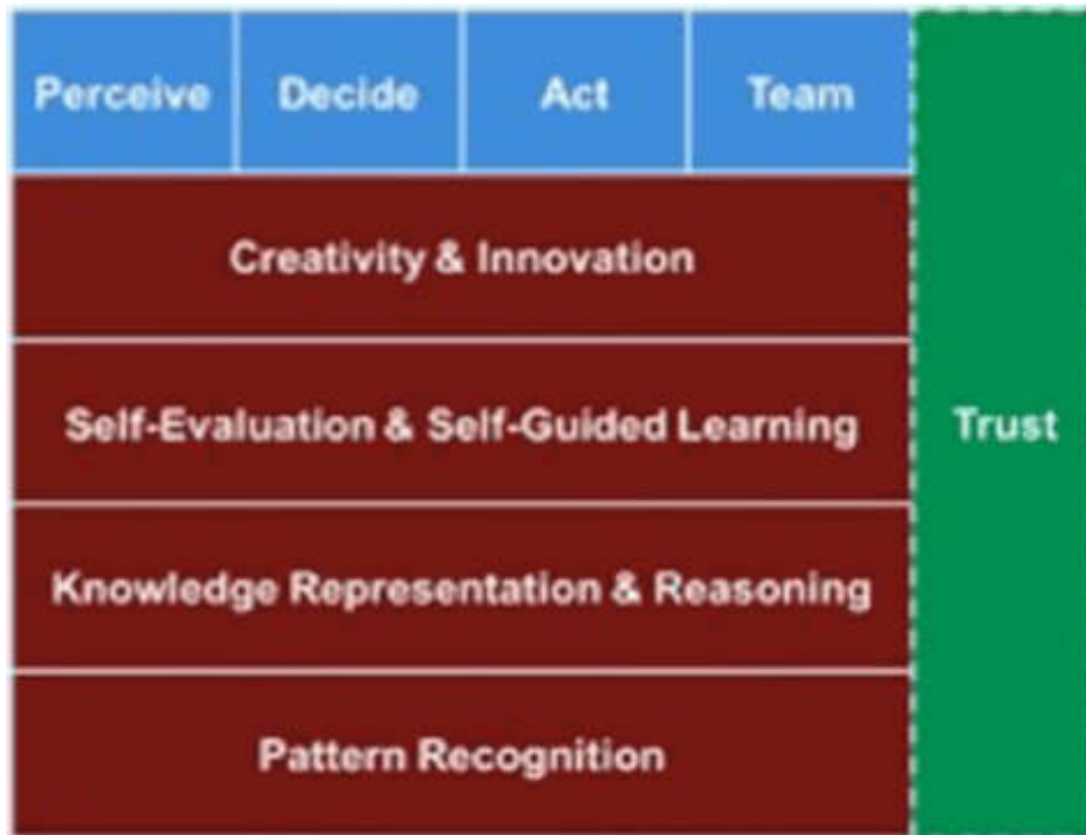 Perceive
Decide
Act
Team
Creativity & Innovation
Self-Evaluation & Self-Guided Learning
Trust
Knowledge Representation & Reasoning
Pattern Recognition